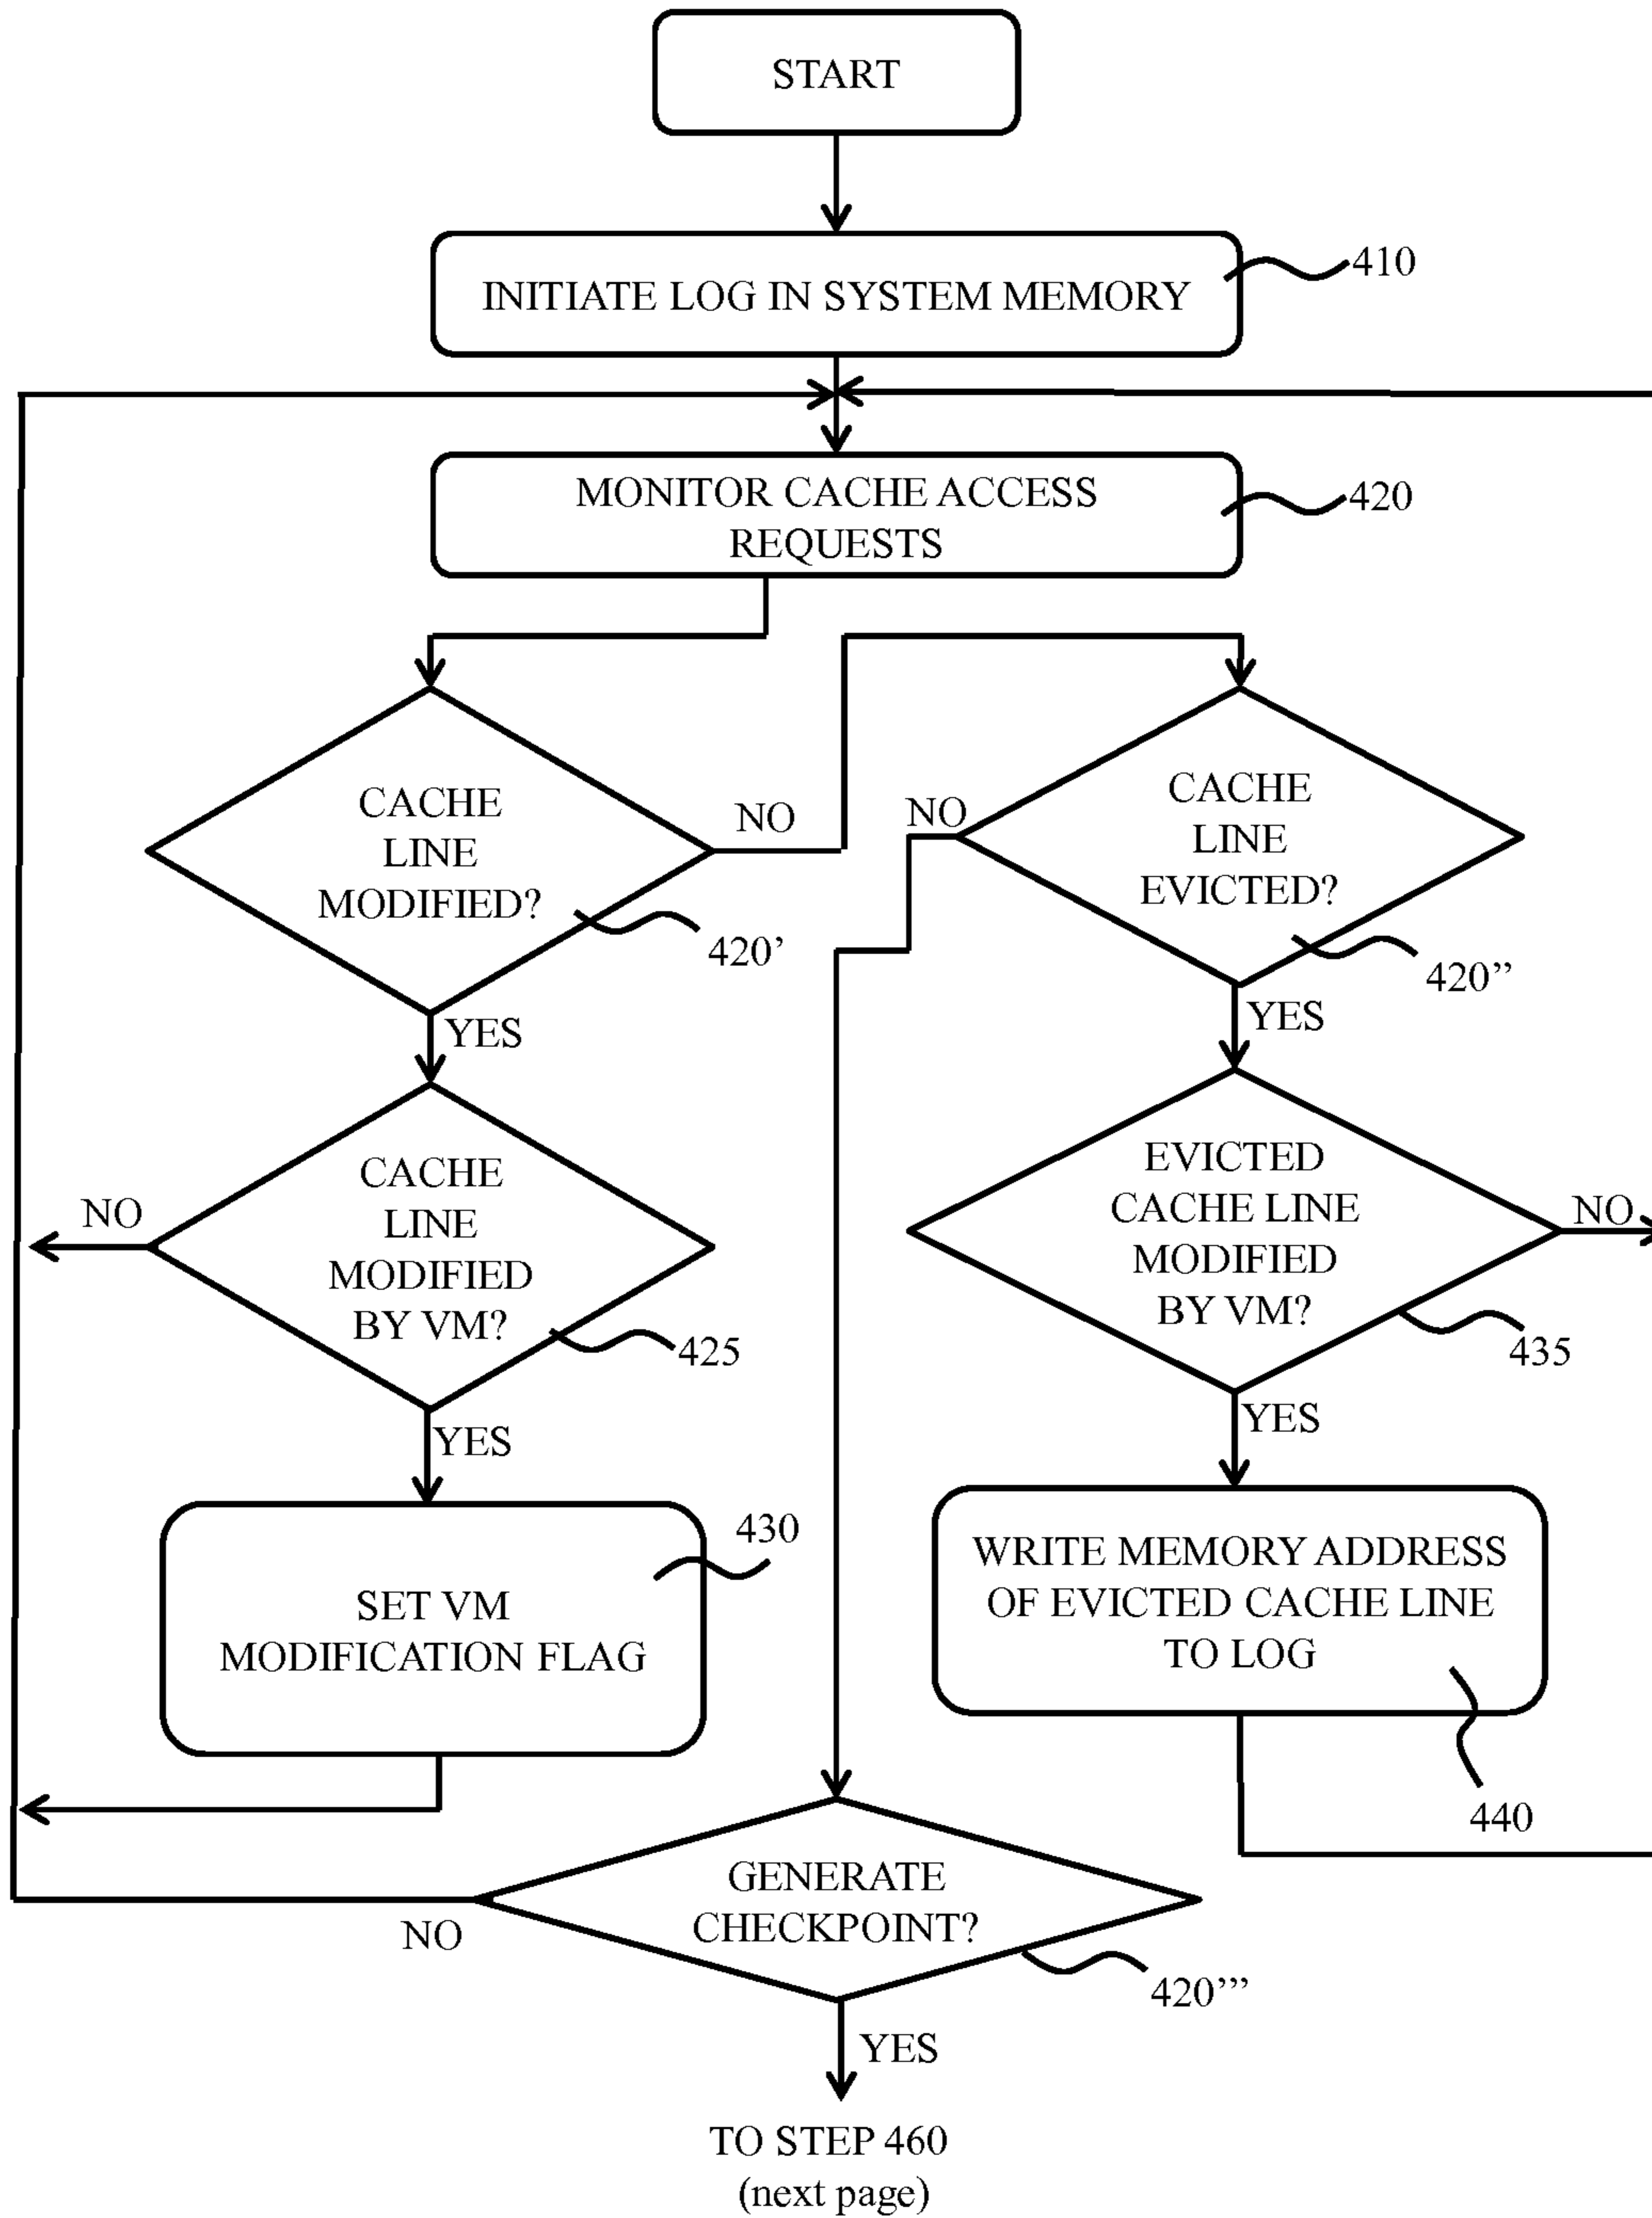 START
INITIATE LOG IN SYSTEM MEMORY
410
MONITOR CACHE ACCESS
REQUESTS
420
CACHE
LINE
MODIFIED?
NO
420’
CACHE
LINE
EVICTED?
NO
420”
YES
YES
CACHE
LINE
MODIFIED
BY VM?
NO
425
EVICTED
CACHE LINE
MODIFIED
BY VM?
NO
435
YES
YES
SET VM
MODIFICATION FLAG
430
WRITE MEMORY ADDRESS
OF EVICTED CACHE LINE
TO LOG
440
GENERATE
CHECKPOINT?
NO
420’”
YES
TO STEP 460
(next page)